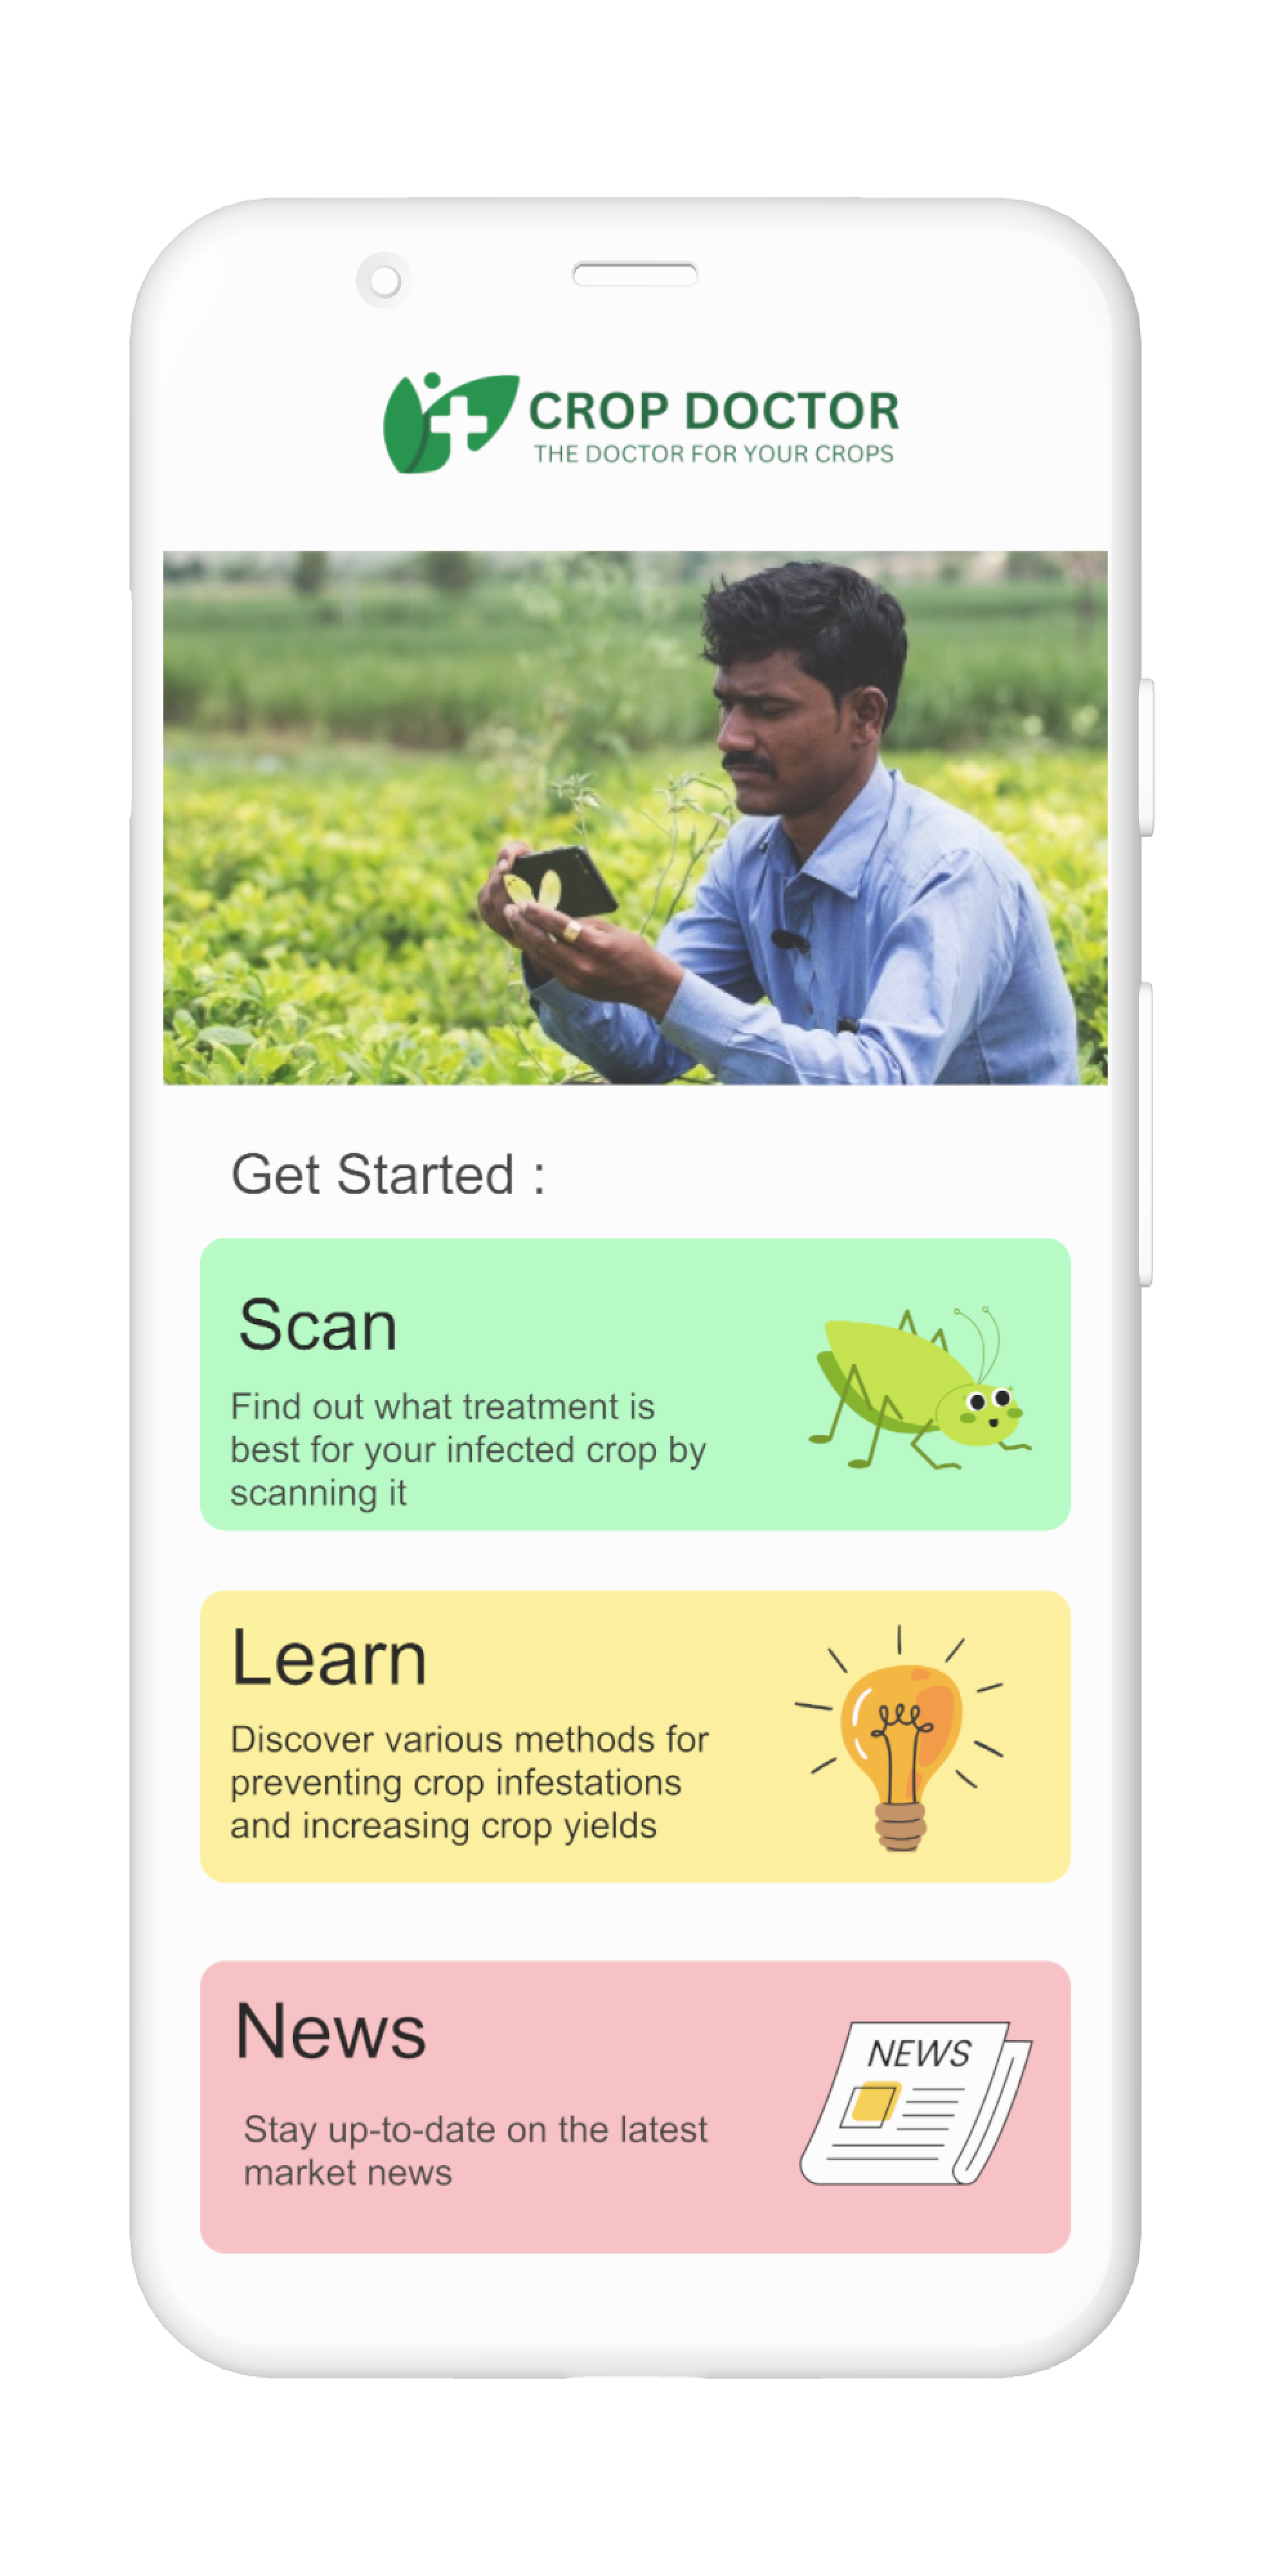 CROP DOCTOR
THE DOCTOR FOR YOUR CROPS
Get Started :
Scan
Find out what treatment is
best for your infected crop by
scanning it
Learn
Discover various methods for
preventing crop infestations
and increasing crop yields
News
NEWS
Stay up-to-date on the latest
market news